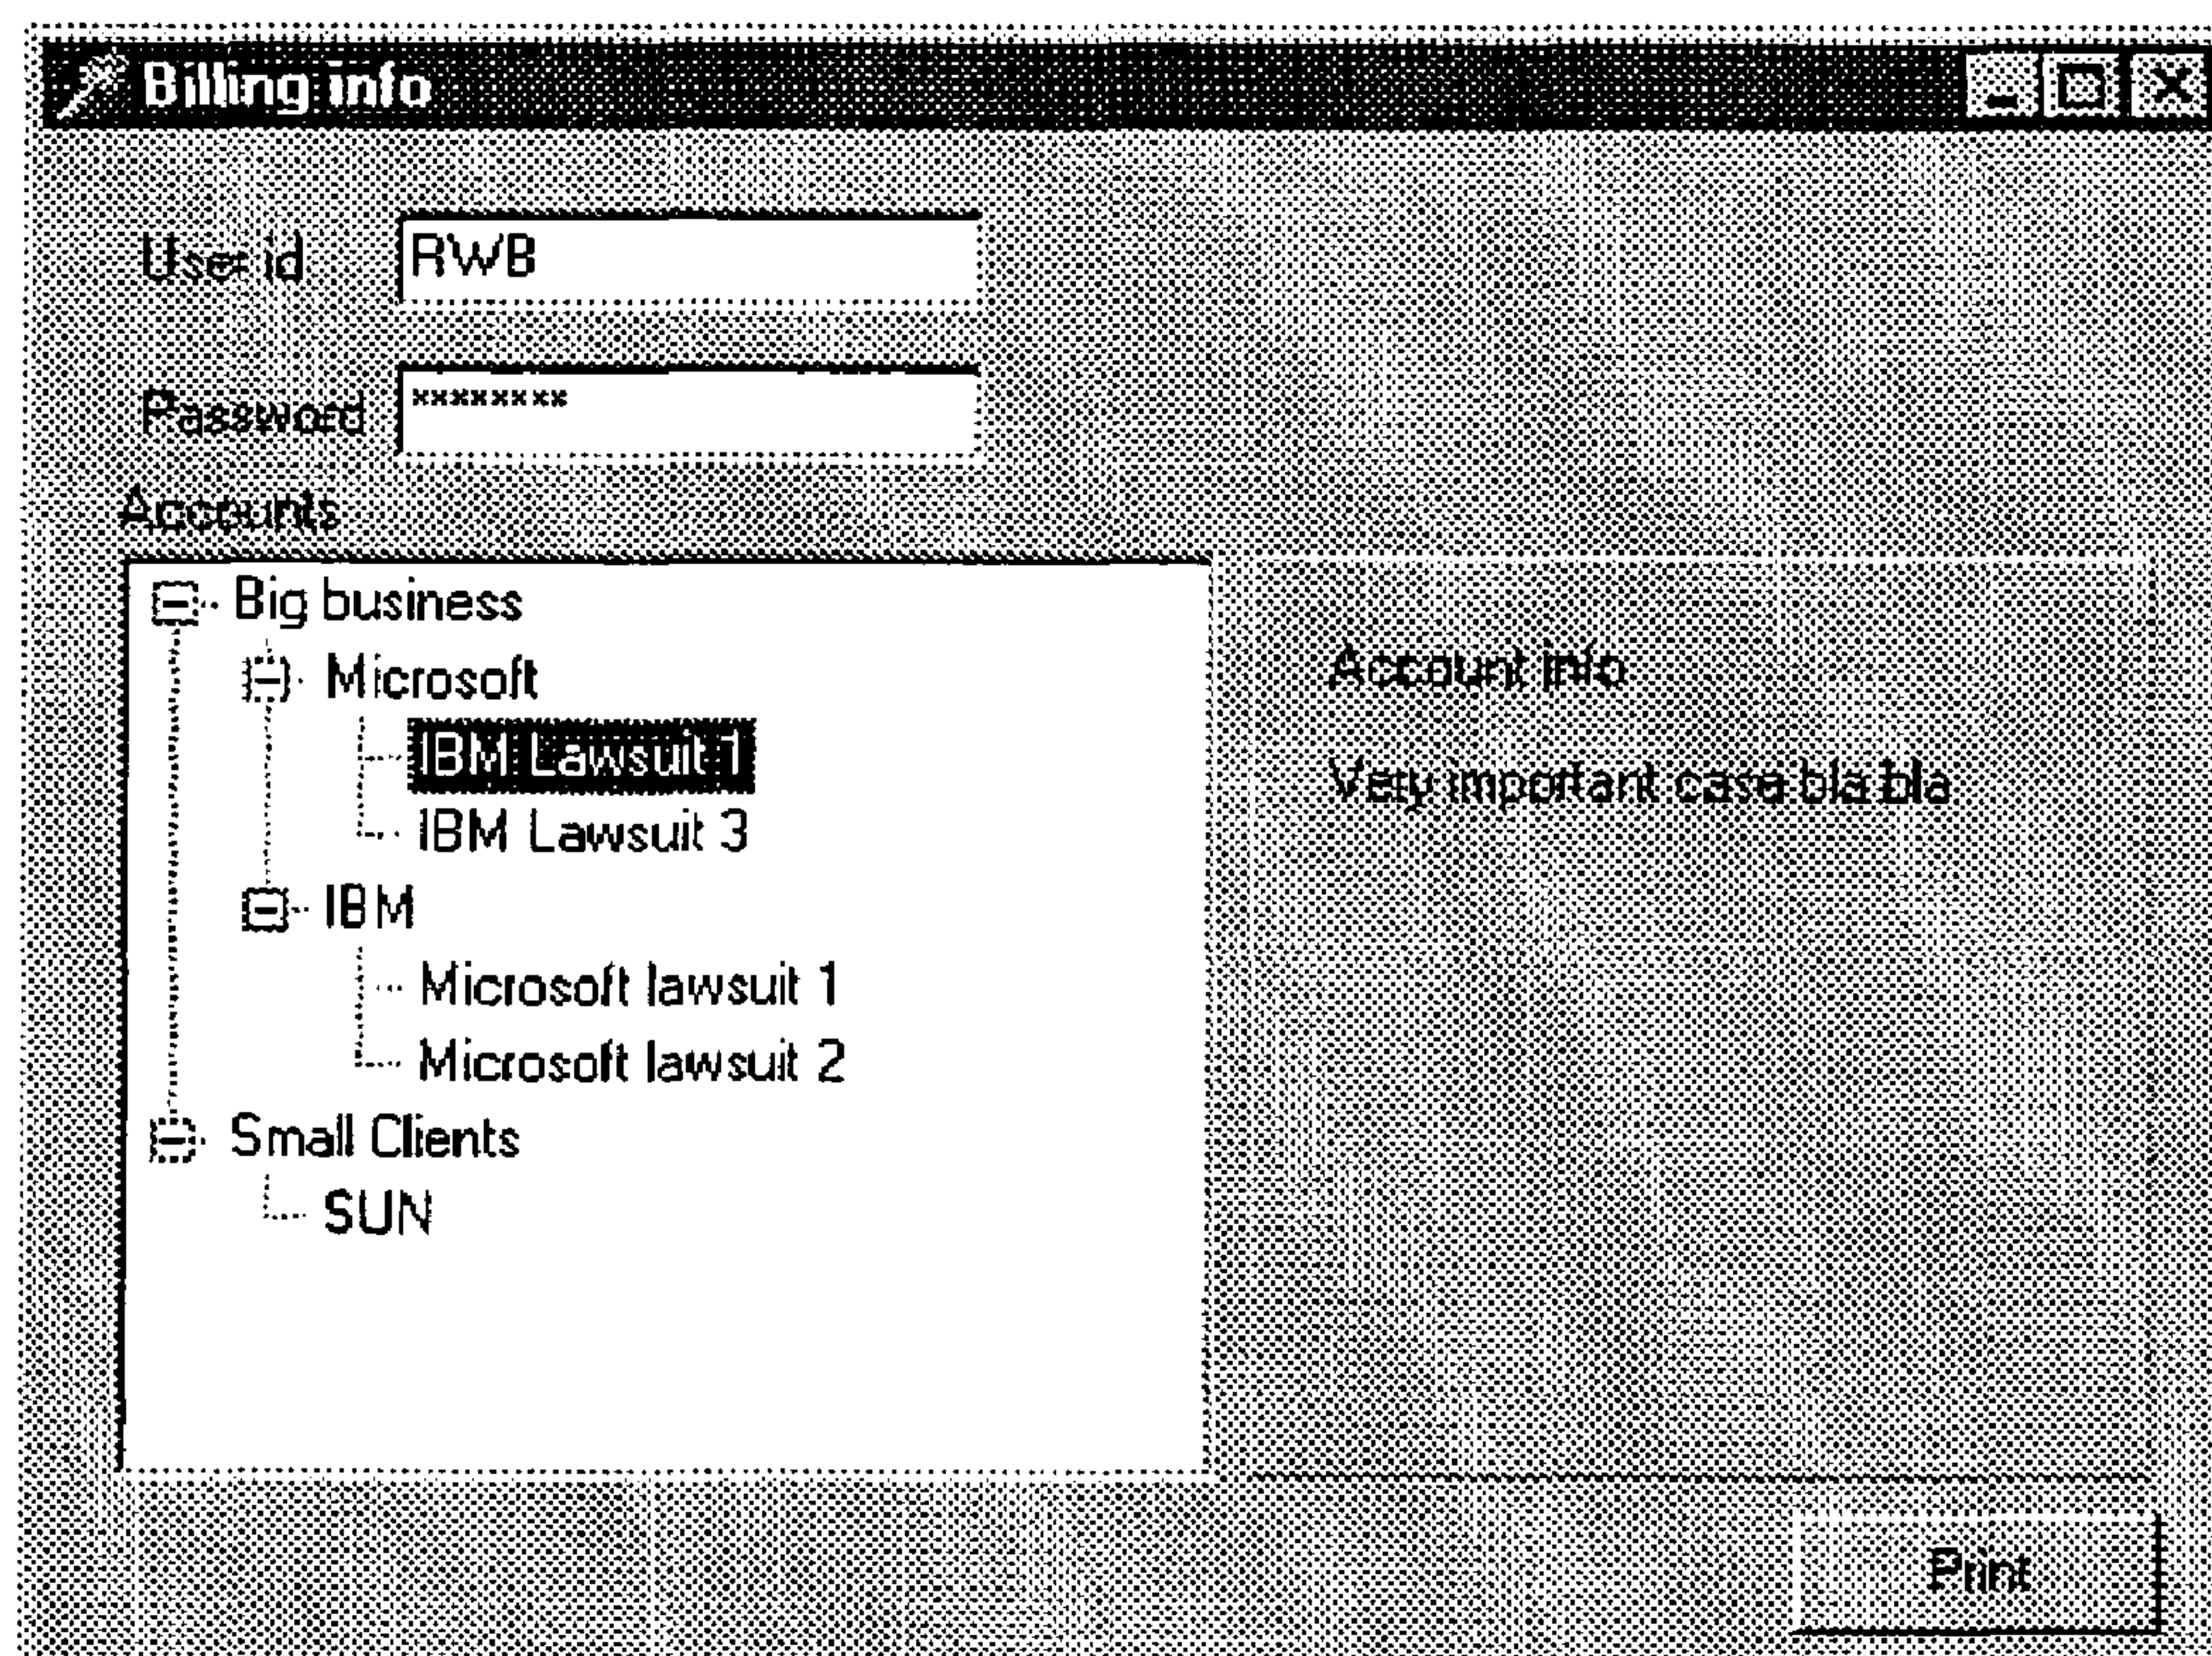 Billing info
User id RWB
Password ********
Accounts
Big business
Microsoft
IBM Lawsuit 1
IBM Lawsuit 3
IBM
Microsoft lawsuit 1
Microsoft lawsuit 2
Small Clients
SUN
Account info
Very important case bla bla
Print